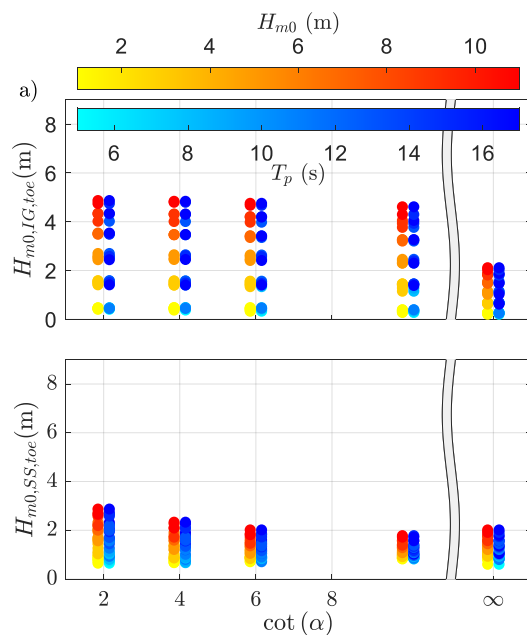 H_{m0} (m)
2 4 6 8 10
a)
8
6 8 10 12 14 16
T_p (s)
6
4
2
0
H_{m0,IG,toe}(m)
8
6
4
2
0
H_{m0,SS,toe}(m)
2 4 6 8 ∞
cot (α)